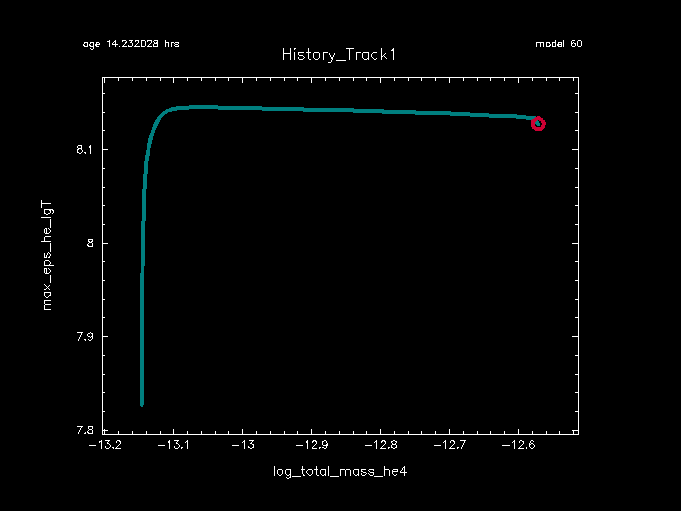 age 14.232028 hrs
model 60
History_Track1
8.1
8
7.9
7.8
max_eps_he_lgT
-13.2
-13.1
-13
-12.9
-12.8
-12.7
-12.6
log_total_mass_he4